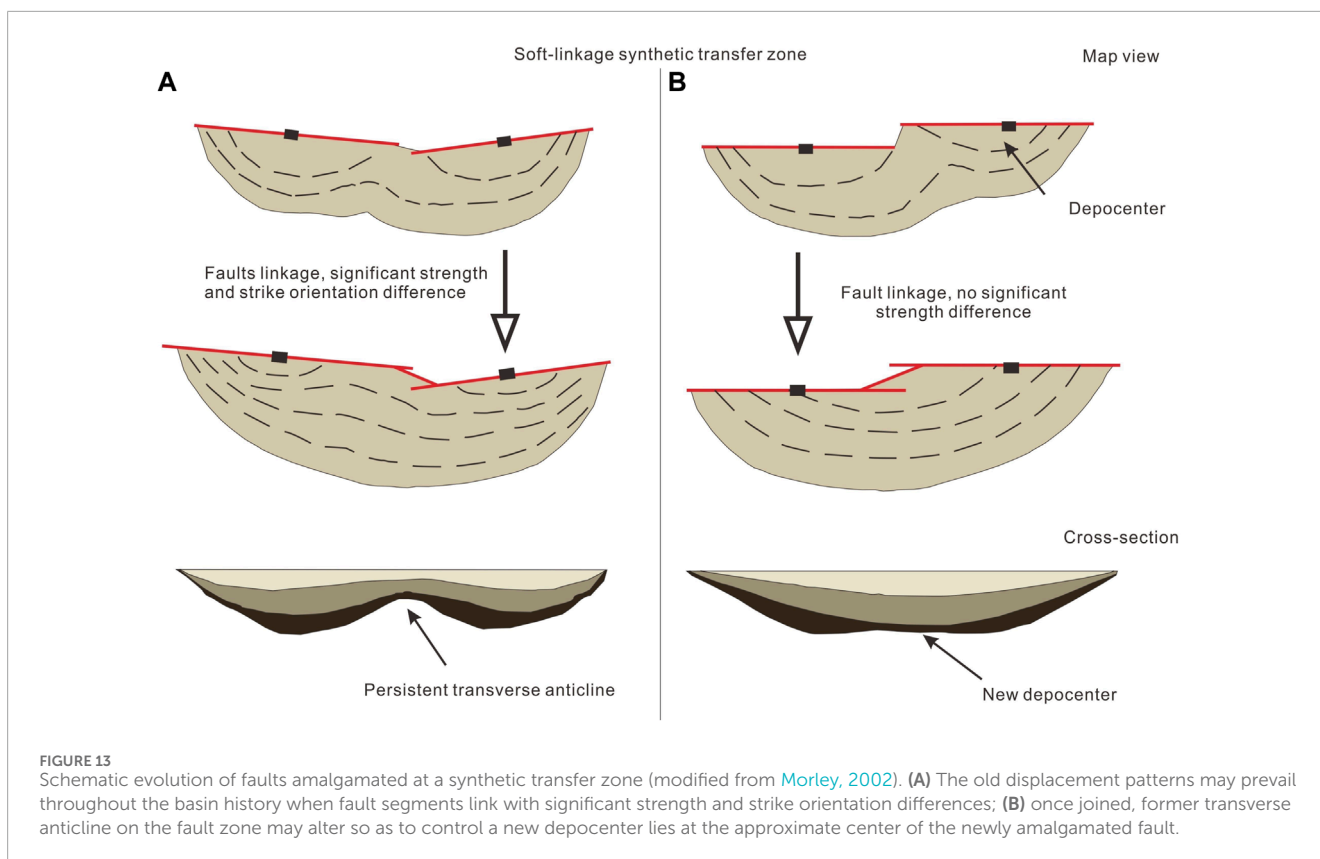 Soft-linkage synthetic transfer zone
Map view
A
B
Depocenter
Faults linkage, significant strength
and strike orientation difference
Fault linkage, no significant
strength difference
Cross-section
Persistent transverse anticline
New depocenter
FIGURE 13
Schematic evolution of faults amalgamated at a synthetic transfer zone (modified from Morley, 2002). (A) The old displacement patterns may prevail
throughout the basin history when fault segments link with significant strength and strike orientation differences; (B) once joined, former transverse
anticline on the fault zone may alter so as to control a new depocenter lies at the approximate center of the newly amalgamated fault.